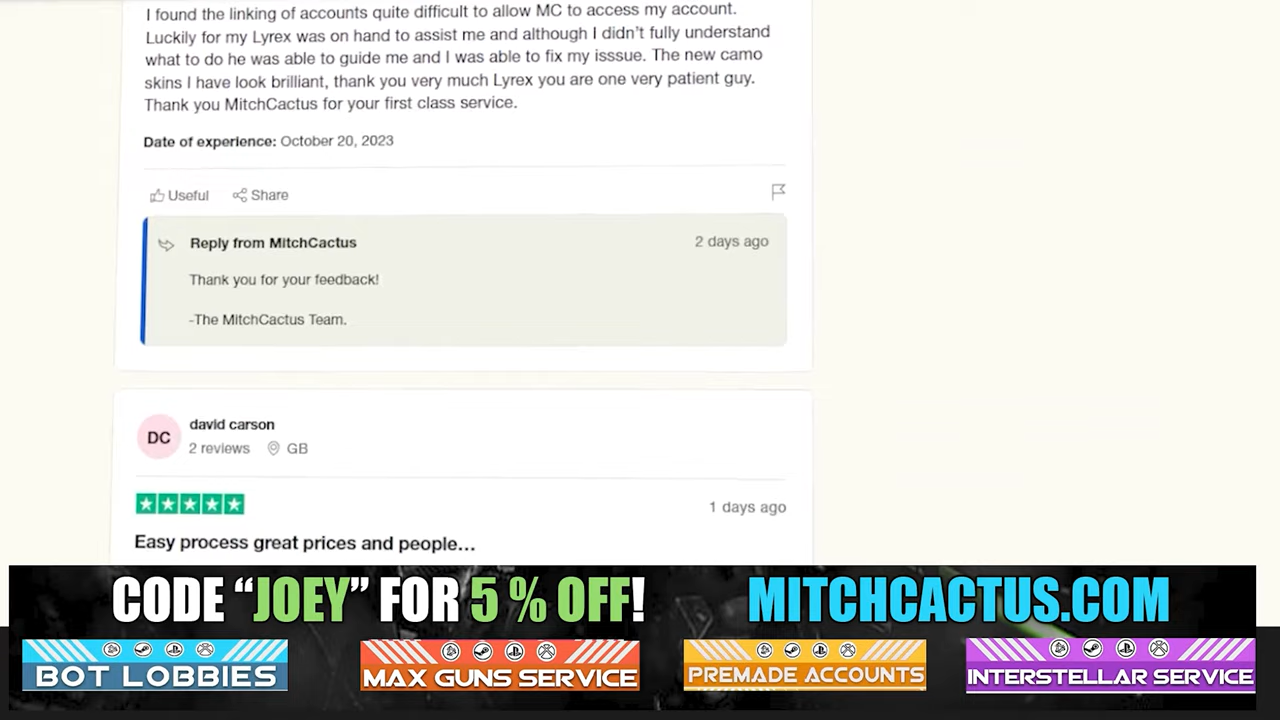 I found the linking of accounts quite difficult to allow MC to access my account.
Luckily for my Lyrex was on hand to assist me and although I didn't fully understand
what to do he was able to guide me and I was able to fix my isssue. The new camo
skins I have look brilliant, thank you very much Lyrex you are one very patient guy.
Thank you MitchCactus for your first class service.
Date of experience: October 20, 2023
Useful Share
Reply from MitchCactus 2 days ago
Thank you for your feedback!
-The MitchCactus Team.
DC david carson
2 reviews GB
1 days ago
Easy process great prices and people...
CODE “JOEY” FOR 5 % OFF! MITCHCACTUS.COM
BOT LOBBIES MAX GUNS SERVICE PREMADE ACCOUNTS INTERSTELLAR SERVICE